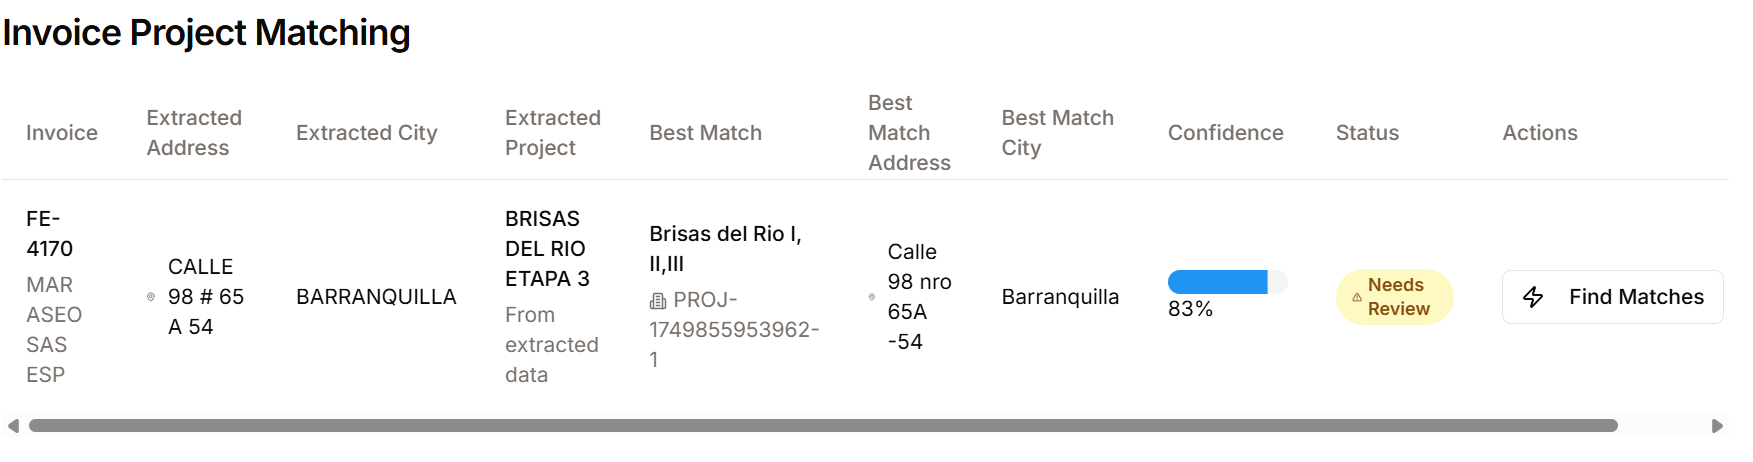 Invoice Project Matching
Invoice
Extracted
Address
Extracted City
Extracted
Project
Best Match
Best
Match
Address
Best Match
City
Confidence
Status
Actions
FE-
4170
MAR
ASEO
SAS
ESP
CALLE
98 # 65
A 54
BARRANQUILLA
BRISAS
DEL RIO
ETAPA 3
From
extracted
data
Brisas del Rio I,
II,III
PROJ-
1749855953962-
1
Calle
98 nro
65A
-54
Barranquilla
83%
Needs
Review
Find Matches